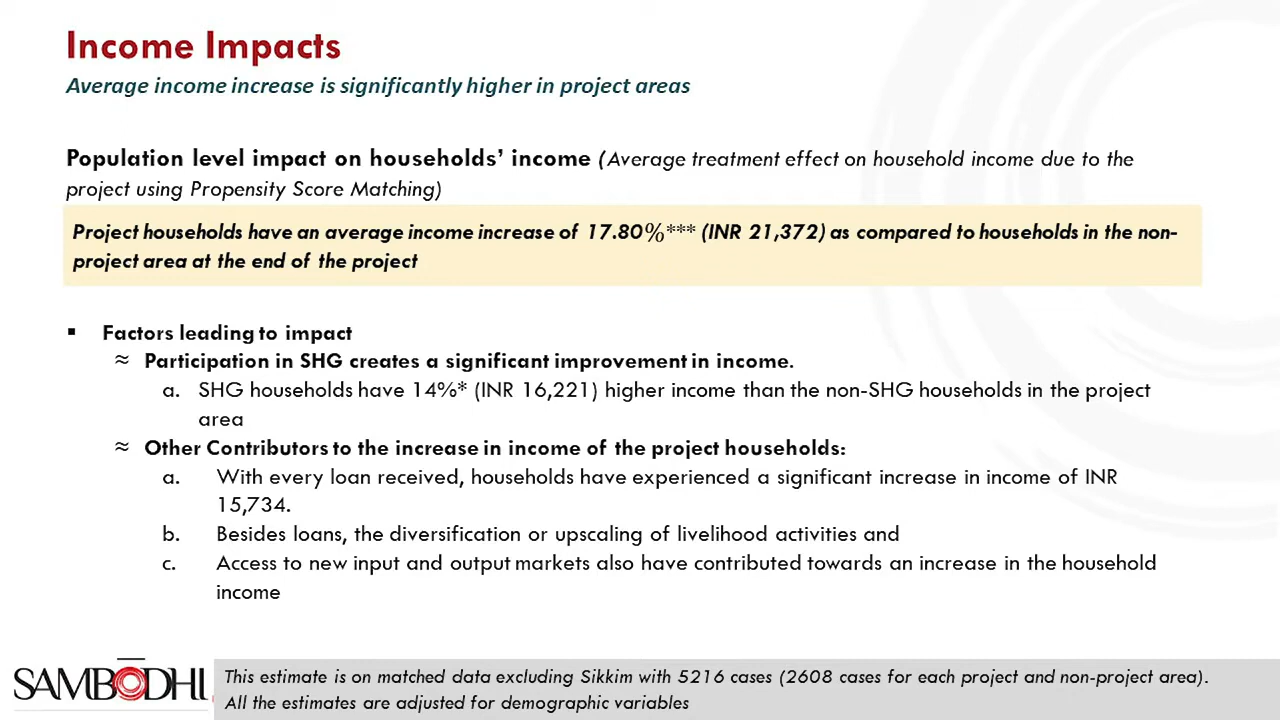 Income Impacts
Average income increase is significantly higher in project areas
Population level impact on households’ income (Average treatment effect on household income due to the
project using Propensity Score Matching)
Project households have an average income increase of 17.80%*** (INR 21,372) as compared to households in the non-
project area at the end of the project
▪ Factors leading to impact
≈ Participation in SHG creates a significant improvement in income.
a. SHG households have 14%* (INR 16,221) higher income than the non-SHG households in the project
area
≈ Other Contributors to the increase in income of the project households:
a. With every loan received, households have experienced a significant increase in income of INR
15,734.
b. Besides loans, the diversification or upscaling of livelihood activities and
c. Access to new input and output markets also have contributed towards an increase in the household
income
SAMBŌDHI
This estimate is on matched data excluding Sikkim with 5216 cases (2608 cases for each project and non-project area).
All the estimates are adjusted for demographic variables